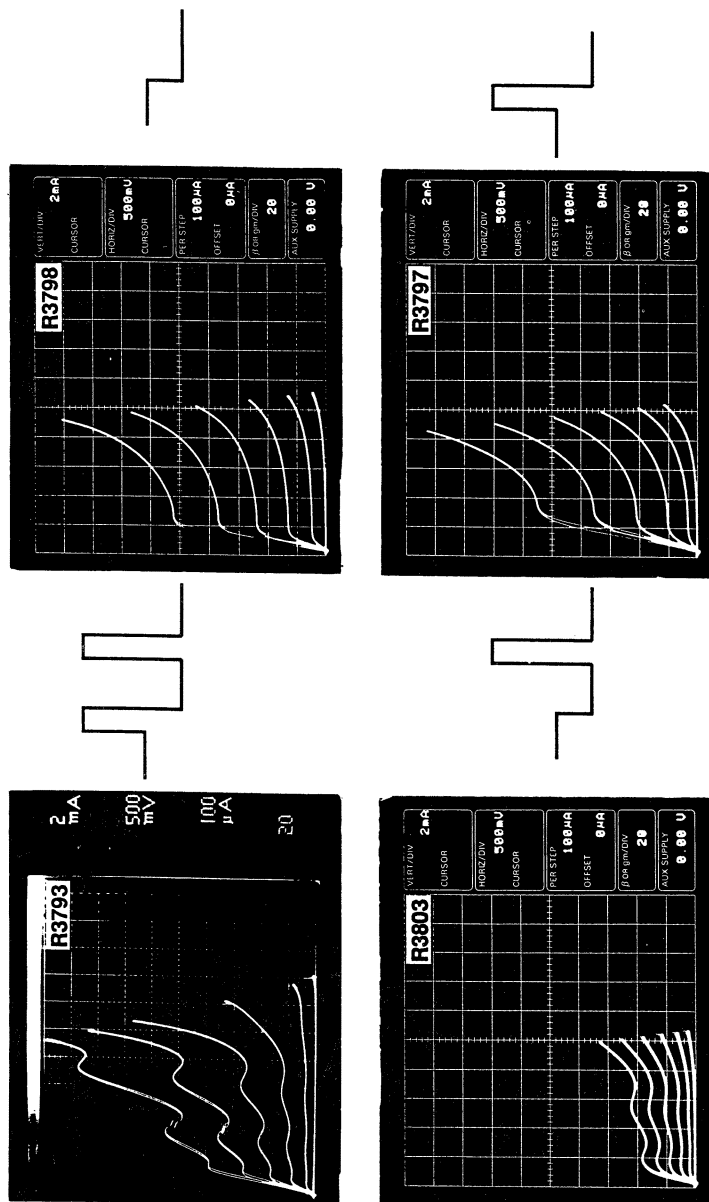 R3798
VERT/DIV
2mA
CURSOR
HORIZ/DIV
500mV
CURSOR
PER STEP
100µA
OFFSET
0µA
β OR gm/DIV
20
AUX SUPPLY
0.00 V
R3797
VERT/DIV
2mA
CURSOR
HORIZ/DIV
500mV
CURSOR
PER STEP
100µA
OFFSET
0µA
β OR gm/DIV
20
AUX SUPPLY
0.00 V
R3793
2
mA
500
mV
100
µA
20
R3803
VERT/DIV
2mA
CURSOR
HORIZ/DIV
500mV
CURSOR
PER STEP
100µA
OFFSET
0µA
β OR gm/DIV
20
AUX SUPPLY
0.00 V